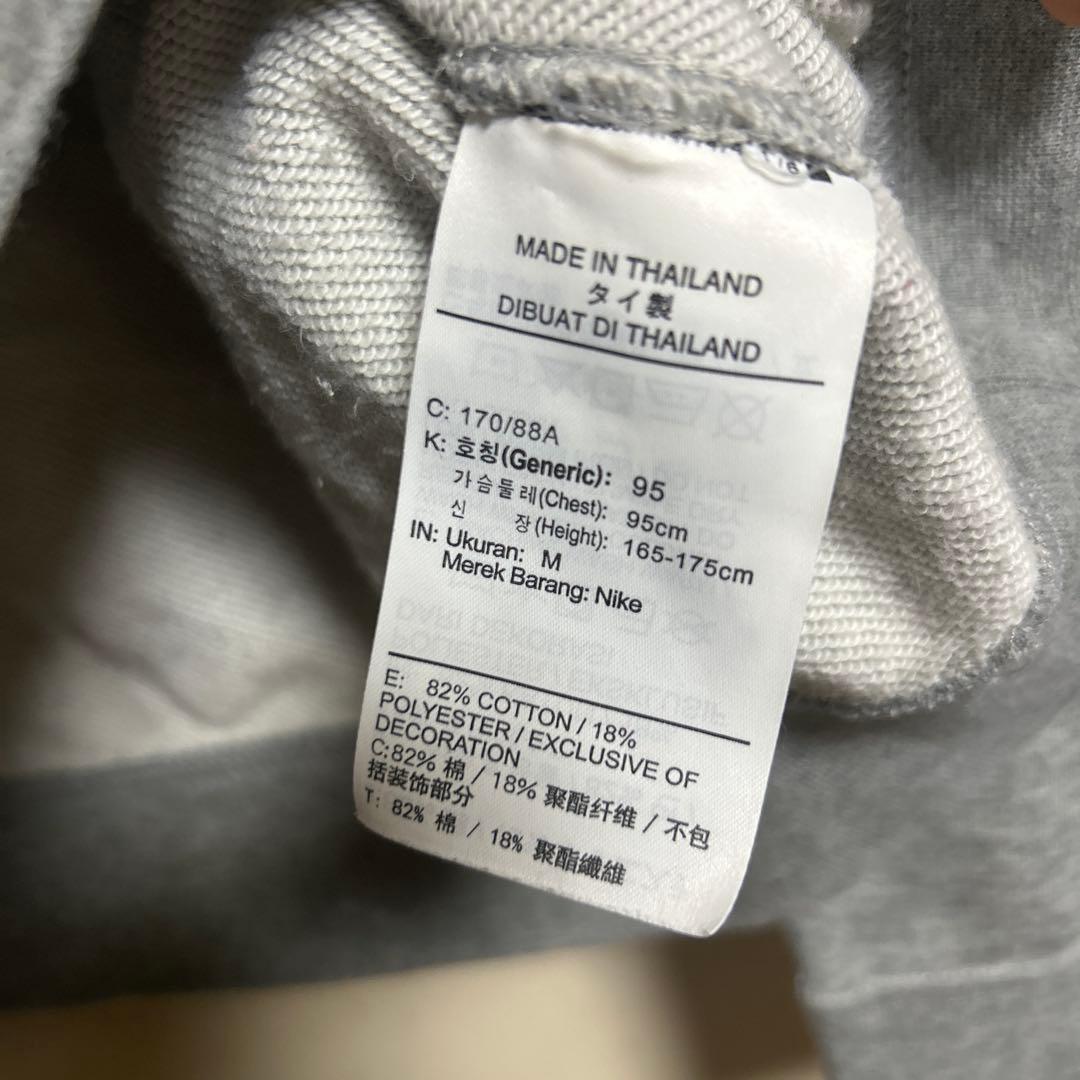 MADE IN THAILAND
タイ製
DIBUAT DI THAILAND
C: 170/88A
K: 호칭(Generic): 95
가슴둘레(Chest): 95cm
신 장(Height): 165-175cm
IN: Ukuran: M
Merek Barang: Nike
E: 82% COTTON / 18%
POLYESTER / EXCLUSIVE OF
DECORATION
C:82% 棉 / 18% 聚酯纤维 / 不包
括装饰部分
T: 82% 棉 / 18% 聚酯纖維